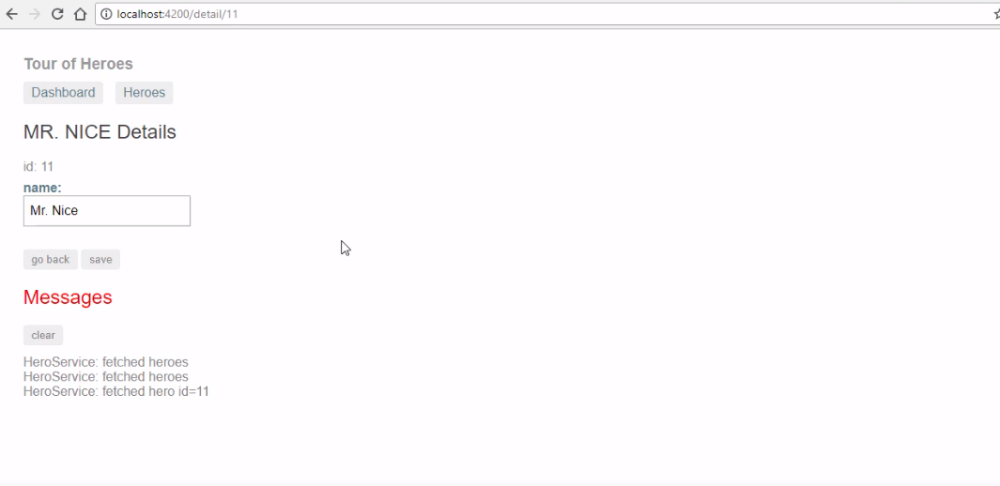 localhost:4200/detail/11
Tour of Heroes
Dashboard Heroes
MR. NICE Details
id: 11
name:
Mr. Nice
go back save
Messages
clear
HeroService: fetched heroes
HeroService: fetched heroes
HeroService: fetched hero id=11